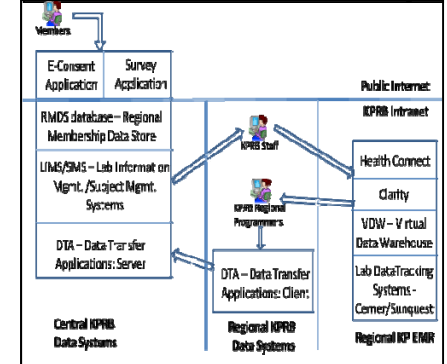 Members
E-Consent
Application
Survey
Application
Public Internet
KPRB Intranet
RMDS database – Regional
Membership Data Store
LIMS/SMS – Lab Information
Mgmt. /Subject Mgmt.
Systems
DTA – Data Transfer
Applications: Server
KPRB Staff
KPRB Regional
Programmers
DTA – Data Transfer
Applications: Client
Health Connect
Clarity
VDW – Virtual
Data Warehouse
Lab DataTracking
Systems -
Cerner/Sunquest
Central KPRB
Data Systems
Regional KPRB
Data Systems
Regional KP EMR